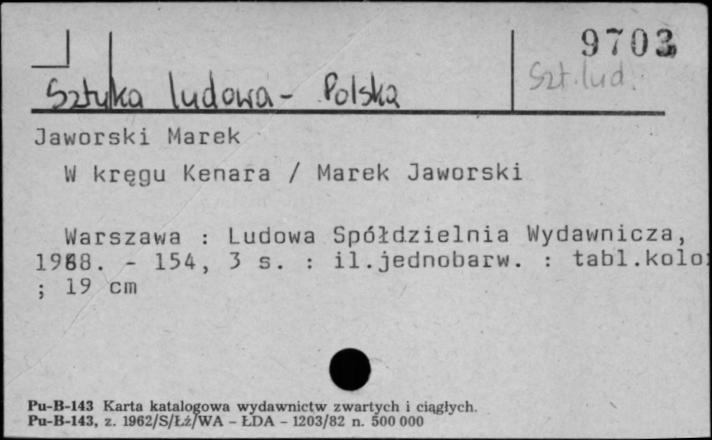 9703
Szt.lud.
Sztuka ludowa - Polska
Jaworski Marek
W kręgu Kenara / Marek Jaworski
Warszawa : Ludowa Spółdzielnia Wydawnicza,
1968. - 154, 3 s. : il.jednobarw. : tabl.kolo
; 19 cm
Pu-B-143 Karta katalogowa wydawnictw zwartych i ciągłych.
Pu-B-143, z. 1962/S/Łż/WA - ŁDA - 1203/82 n. 500 000